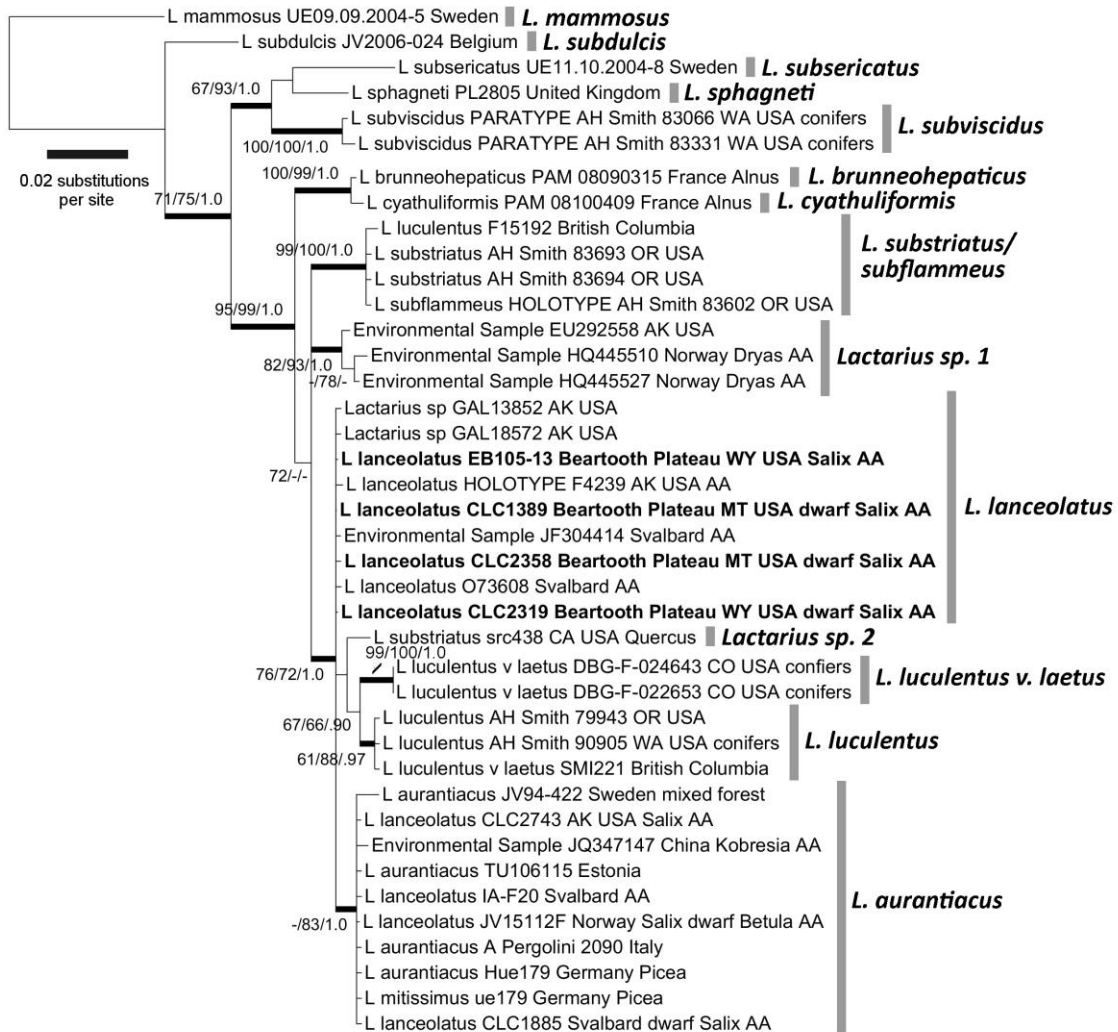 L mammosus UE09.09.2004-5 Sweden L. mammosus
L subdulcis JV2006-024 Belgium L. subdulcis
L subsericatus UE11.10.2004-8 Sweden L. subsericatus
67/93/1.0
L sphagneti PL2805 United Kingdom L. sphagneti
L subviscidus PARATYPE AH Smith 83066 WA USA conifers
L. subviscidus
100/100/1.0
L subviscidus PARATYPE AH Smith 83331 WA USA conifers
0.02 substitutions
per site
100/99/1.0
L brunneohepaticus PAM 08090315 France Alnus L. brunneohepaticus
71/75/1.0
L cyathuliformis PAM 08100409 France Alnus L. cyathuliformis
L luculentus F15192 British Columbia
99/100/1.0
L substriatus AH Smith 83693 OR USA
L. substriatus/
subflammeus
L substriatus AH Smith 83694 OR USA
L subflammeus HOLOTYPE AH Smith 83602 OR USA
95/99/1.0
Environmental Sample EU292558 AK USA
Environmental Sample HQ445510 Norway Dryas AA
Lactarius sp. 1
82/93/1.0
-/78/-
Environmental Sample HQ445527 Norway Dryas AA
Lactarius sp GAL13852 AK USA
Lactarius sp GAL18572 AK USA
L lanceolatus EB105-13 Beartooth Plateau WY USA Salix AA
72/-/-
L lanceolatus HOLOTYPE F4239 AK USA AA
L lanceolatus CLC1389 Beartooth Plateau MT USA dwarf Salix AA
L. lanceolatus
Environmental Sample JF304414 Svalbard AA
L lanceolatus CLC2358 Beartooth Plateau MT USA dwarf Salix AA
L lanceolatus O73608 Svalbard AA
L lanceolatus CLC2319 Beartooth Plateau WY USA dwarf Salix AA
L substriatus src438 CA USA Quercus Lactarius sp. 2
99/100/1.0
76/72/1.0
L luculentus v laetus DBG-F-024643 CO USA confiers
L. luculentus v. laetus
L luculentus v laetus DBG-F-022653 CO USA conifers
L luculentus AH Smith 79943 OR USA
67/66/.90
L luculentus AH Smith 90905 WA USA conifers
L. luculentus
61/88/.97
L luculentus v laetus SMI221 British Columbia
L aurantiacus JV94-422 Sweden mixed forest
L lanceolatus CLC2743 AK USA Salix AA
Environmental Sample JQ347147 China Kobresia AA
L aurantiacus TU106115 Estonia
L lanceolatus IA-F20 Svalbard AA
L. aurantiacus
-/83/1.0
L lanceolatus JV15112F Norway Salix dwarf Betula AA
L aurantiacus A Pergolini 2090 Italy
L aurantiacus Hue179 Germany Picea
L mitissimus ue179 Germany Picea
L lanceolatus CLC1885 Svalbard dwarf Salix AA